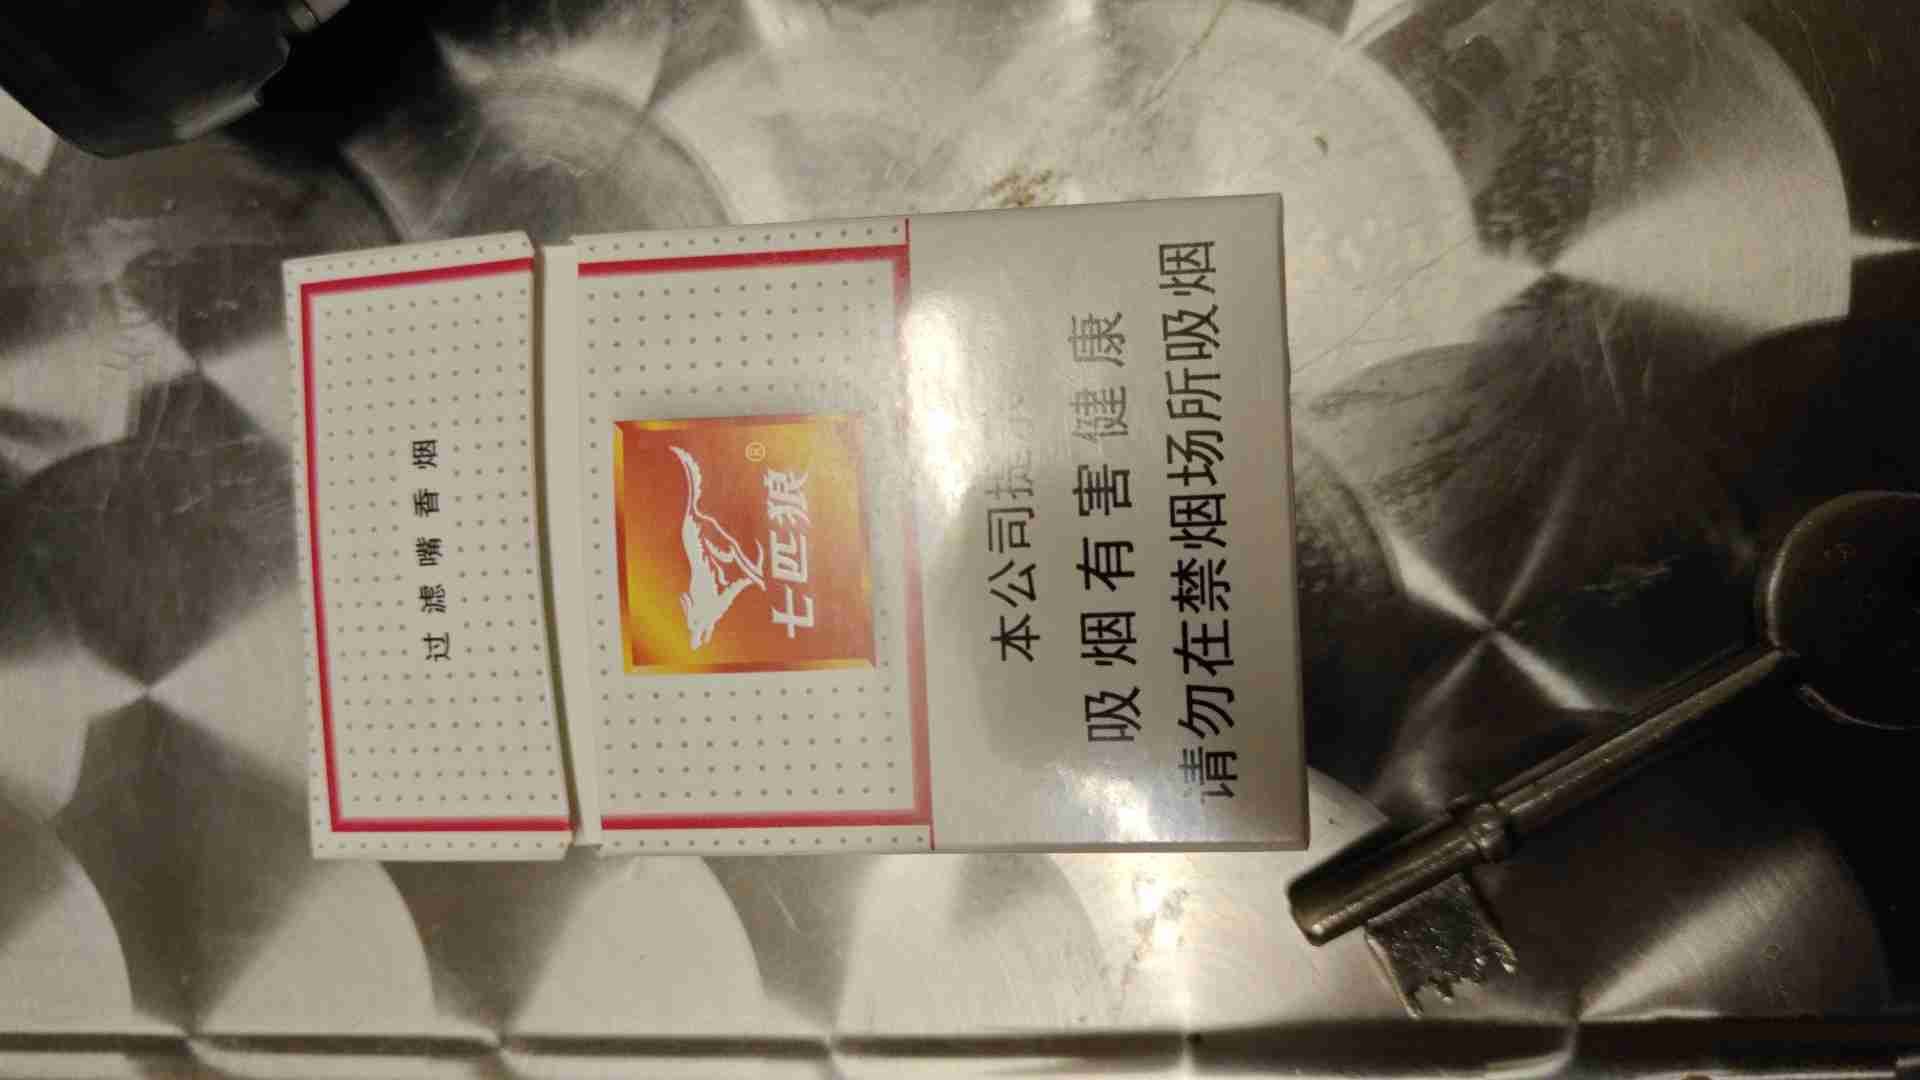 过滤嘴香烟
七匹狼®
本公司提示
吸烟有害健康
请勿在禁烟场所吸烟